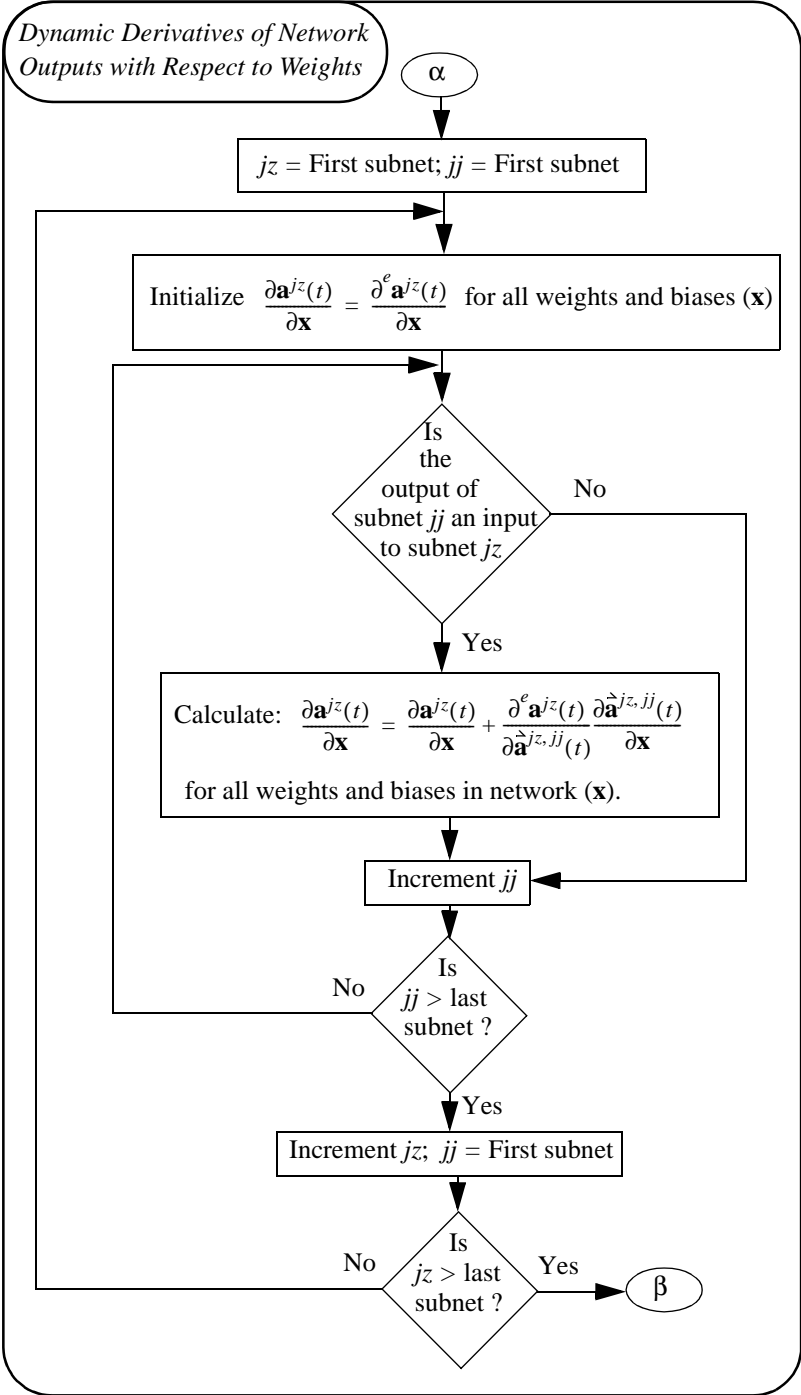 Dynamic Derivatives of Network
Outputs with Respect to Weights
α
jz = First subnet; jj = First subnet
Initialize ∂𝐚^{jz}(t)/∂𝐱 = ∂^e 𝐚^{jz}(t)/∂𝐱 for all weights and biases (𝐱)
Is
the
output of
subnet jj an input
to subnet jz
No
Yes
Calculate: ∂𝐚^{jz}(t)/∂𝐱 = ∂𝐚^{jz}(t)/∂𝐱 + ∂^e 𝐚^{jz}(t)/∂𝐚⃗^{jz, jj}(t) ∂𝐚⃗^{jz, jj}(t)/∂𝐱
for all weights and biases in network (𝐱).
Increment jj
Is
jj > last
subnet ?
No
Yes
Increment jz; jj = First subnet
Is
jz > last
subnet ?
No
Yes
β